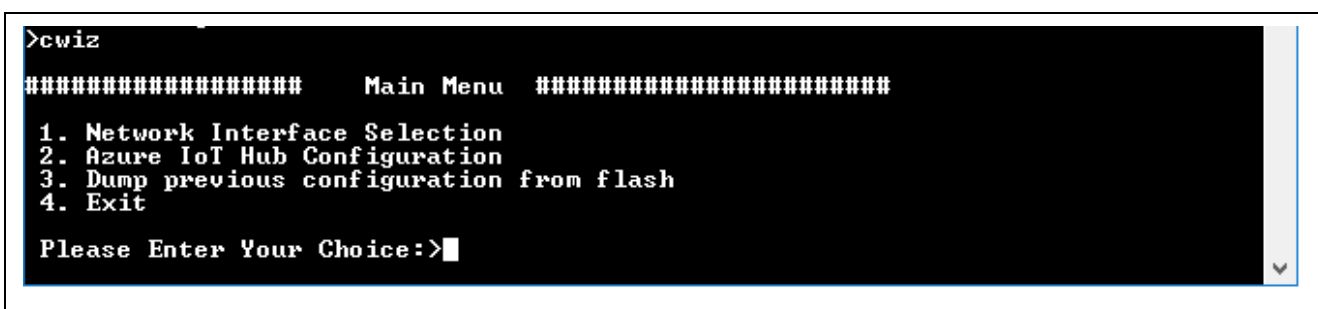 >cwiz
################## Main Menu #######################
1. Network Interface Selection
2. Azure IoT Hub Configuration
3. Dump previous configuration from flash
4. Exit
Please Enter Your Choice:>